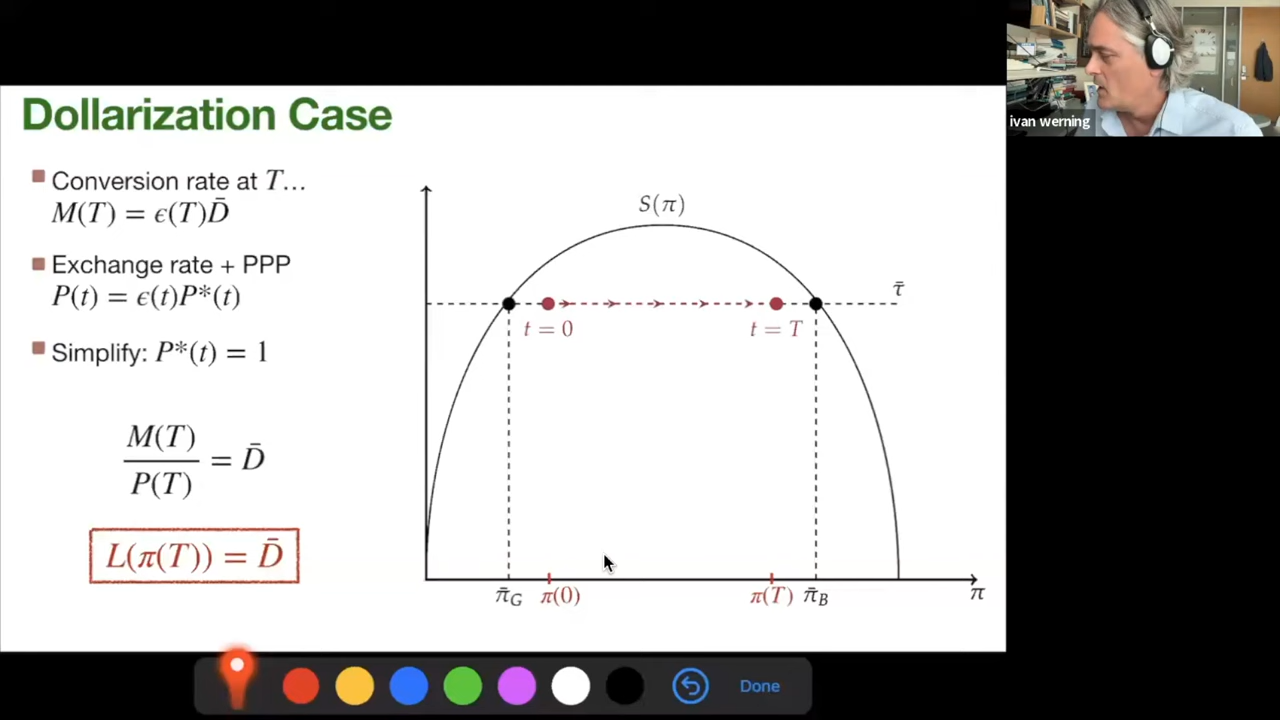 Dollarization Case
Conversion rate at T...
M(T) = ϵ(T)D̄
Exchange rate + PPP
P(t) = ϵ(t)P*(t)
Simplify: P*(t) = 1
M(T)
P(T)
= D̄
L(π(T)) = D̄
S(π)
τ̄
t = 0
t = T
π̄_G
π(0)
π(T)
π̄_B
π
ivan werning
Done